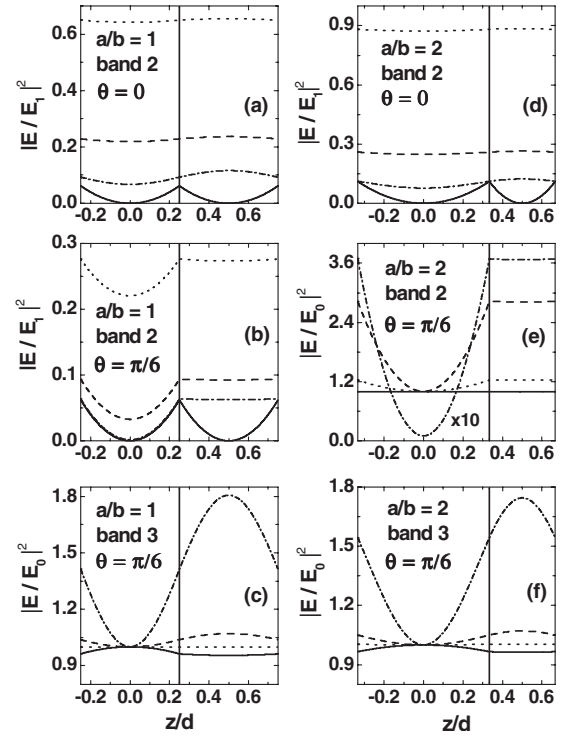 0.6
0.4
0.2
0.0
|E / E₁|²
a/b = 1
band 2
θ = 0
(a)
-0.2 0.0 0.2 0.4 0.6
0.9
0.6
0.3
0.0
|E / E₁|²
a/b = 2
band 2
θ = 0
(d)
-0.2 0.0 0.2 0.4 0.6
0.3
0.2
0.1
0.0
|E / E₁|²
a/b = 1
band 2
θ = π/6
(b)
-0.2 0.0 0.2 0.4 0.6
3.6
2.4
1.2
0.0
|E / E₀|²
a/b = 2
band 2
θ = π/6
(e)
x10
-0.2 0.0 0.2 0.4 0.6
1.8
1.5
1.2
0.9
|E / E₀|²
a/b = 1
band 3
θ = π/6
(c)
-0.2 0.0 0.2 0.4 0.6
z/d
1.8
1.5
1.2
0.9
|E / E₀|²
a/b = 2
band 3
θ = π/6
(f)
-0.2 0.0 0.2 0.4 0.6
z/d